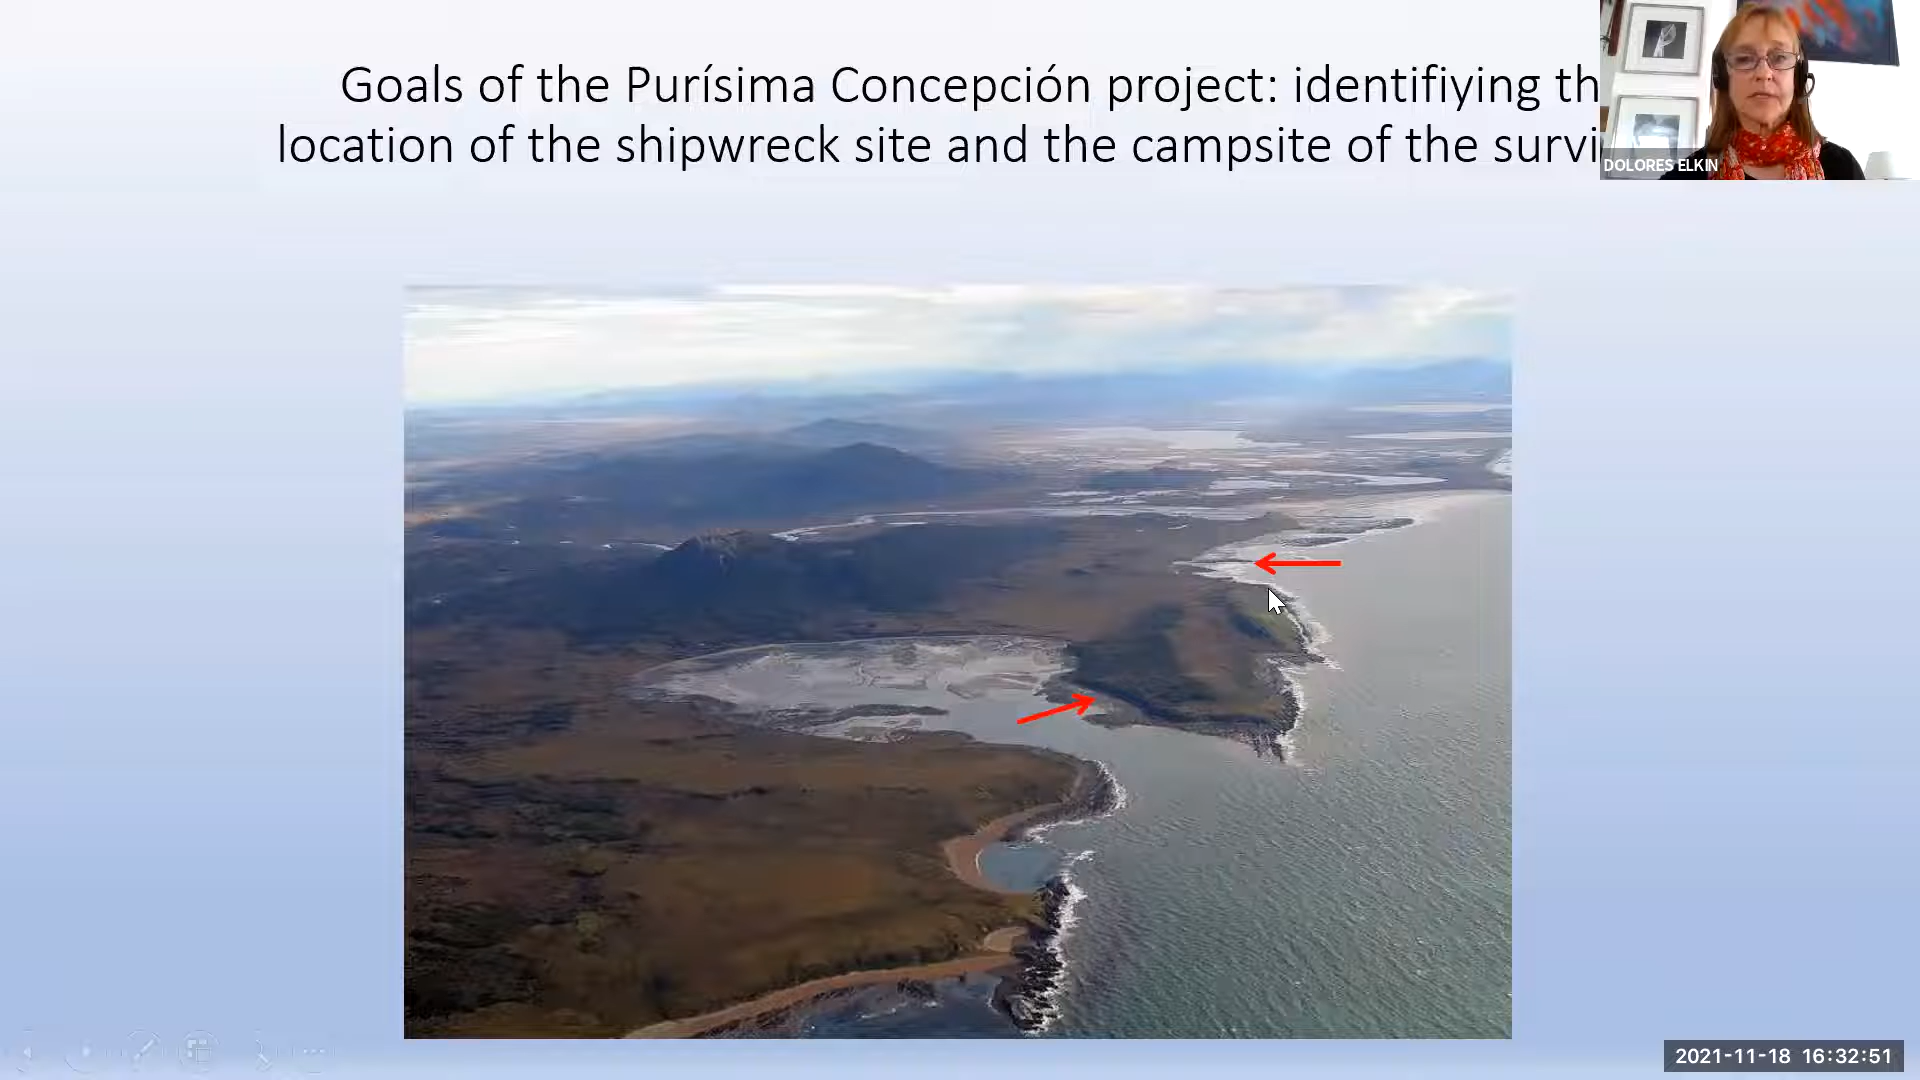 Goals of the Purísima Concepción project: identifiying th
location of the shipwreck site and the campsite of the survi
DOLORES ELKIN
2021-11-18 16:32:51